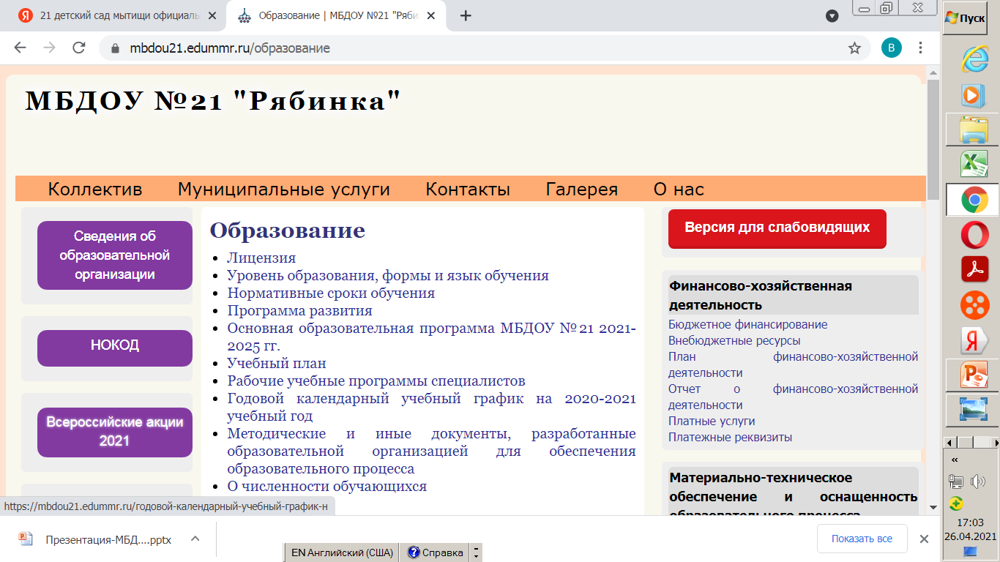 21 детский сад мытищи официаль
Образование | МБДОУ №21 "Ряби
mbdou21.edummr.ru/образование
В
Пуск
МБДОУ №21 "Рябинка"
Коллектив Муниципальные услуги Контакты Галерея О нас
Сведения об
образовательной
организации
НОКОД
Всероссийские акции
2021
Образование
Лицензия
Уровень образования, формы и язык обучения
Нормативные сроки обучения
Программа развития
Основная образовательная программа МБДОУ №21 2021-
2025 гг.
Учебный план
Рабочие учебные программы специалистов
Годовой календарный учебный график на 2020-2021
учебный год
Методические и иные документы, разработанные
образовательной организацией для обеспечения
образовательного процесса
О численности обучающихся
Версия для слабовидящих
Финансово-хозяйственная
деятельность
Бюджетное финансирование
Внебюджетные ресурсы
План финансово-хозяйственной
деятельности
Отчет о финансово-хозяйственной
деятельности
Платные услуги
Платежные реквизиты
Материально-техническое
обеспечение и оснащенность
образовательного процесса
https://mbdou21.edummr.ru/годовой-календарный-учебный-график-н
Презентация-МБД....pptx
Показать все
EN Английский (США) Справка
17:03
26.04.2021